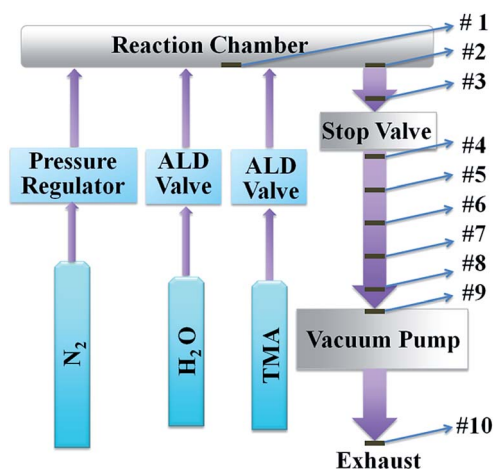 # 1
Reaction Chamber
#2
#3
Stop Valve
#4
Pressure
Regulator
ALD
Valve
ALD
Valve
#5
#6
#7
#8
#9
N₂
H₂O
TMA
Vacuum Pump
#10
Exhaust